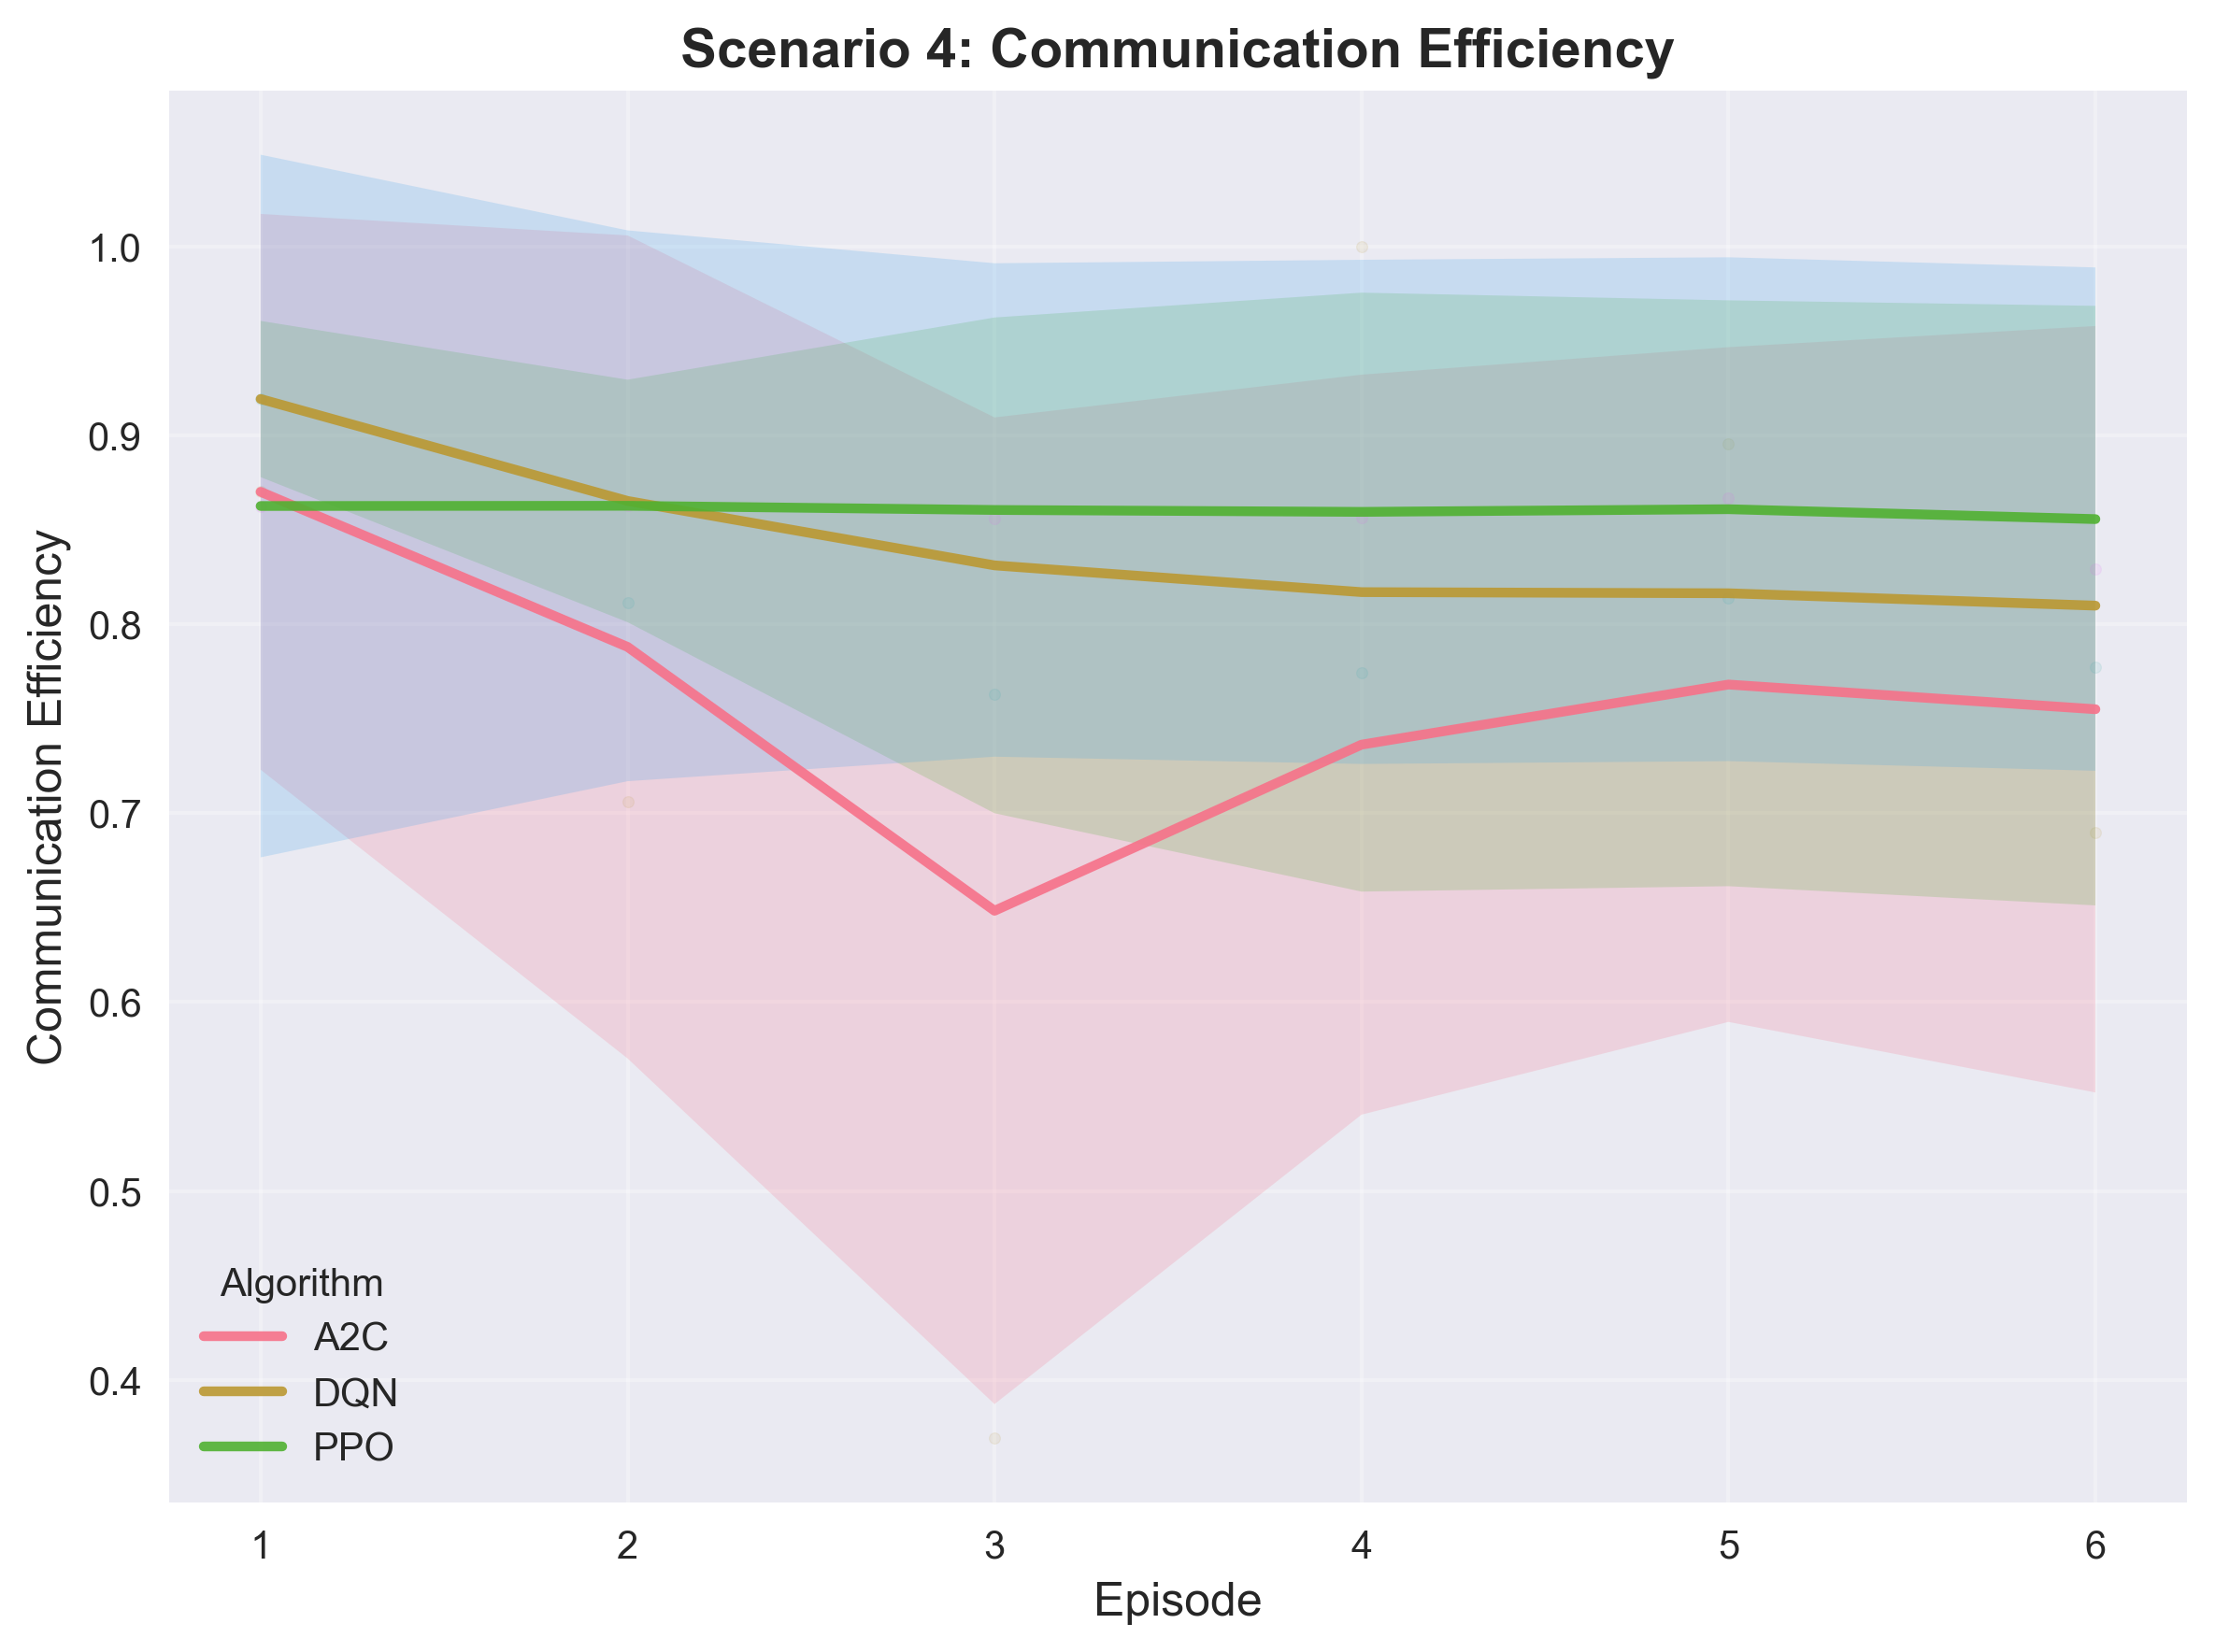 Scenario 4: Communication Efficiency
Communication Efficiency
1.0
0.9
0.8
0.7
0.6
0.5
0.4
Algorithm
A2C
DQN
PPO
1 2 3 4 5 6
Episode